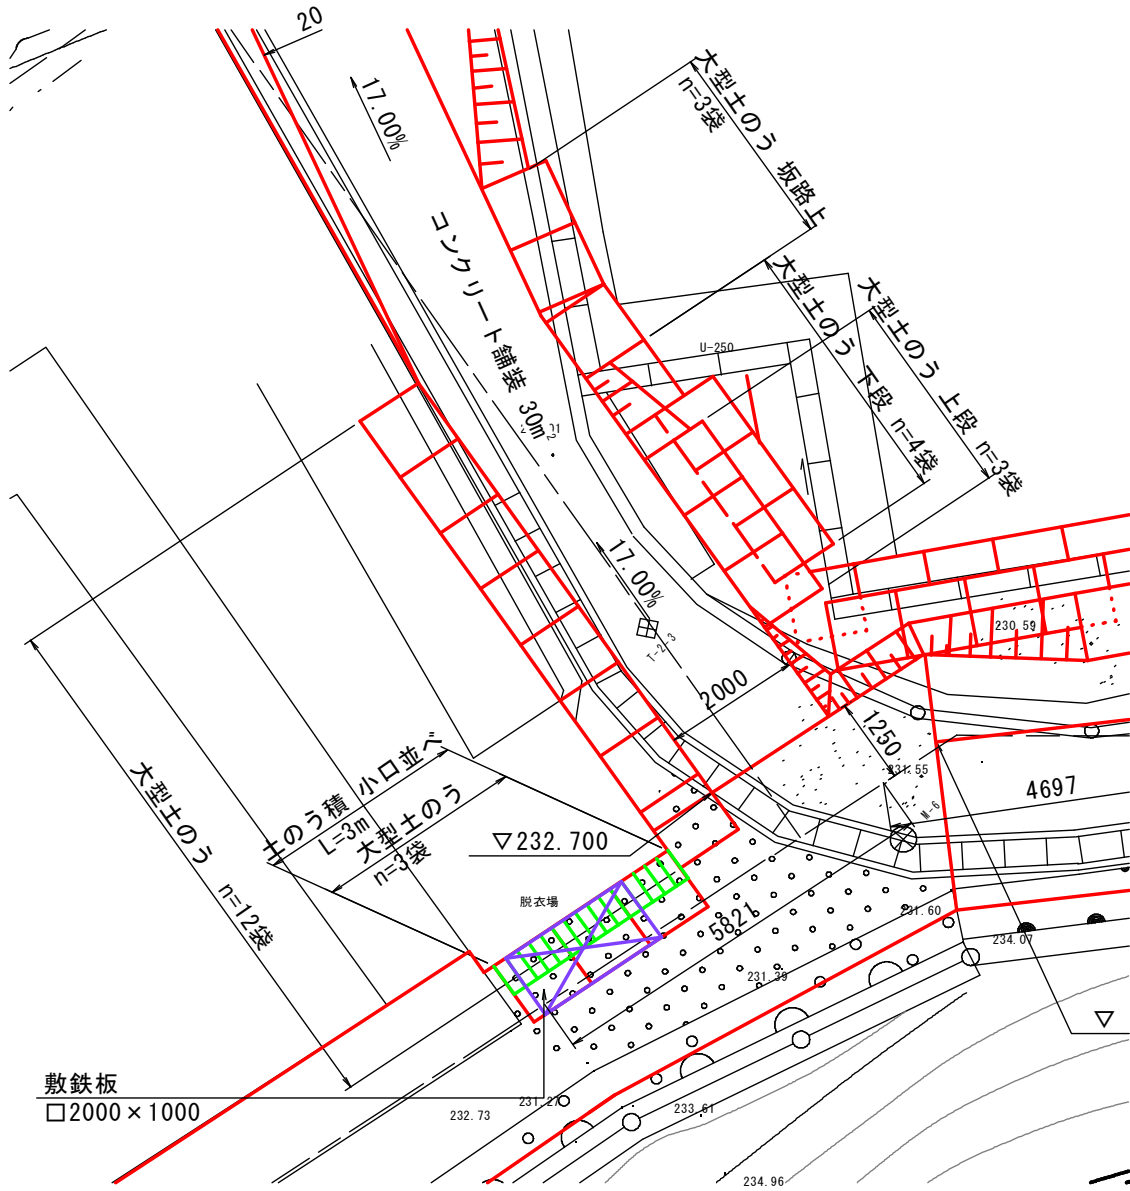 20
17.00%
大型土のう 坂路上
n=3袋
コンクリート舗装 30m²
大型土のう 下段 n=4袋
大型土のう 上段 n=3袋
U-250
17.00%
T-2-3
2000
230.59
1250
231.55
4697
M-6
大型土のう n=12袋
土のう積 小口並べ
L=3m
大型土のう
n=3袋
▽232.700
脱衣場
5821
231.60
234.07
231.39
▽
敷鉄板
□2000×1000
232.73
231.27
233.61
234.96